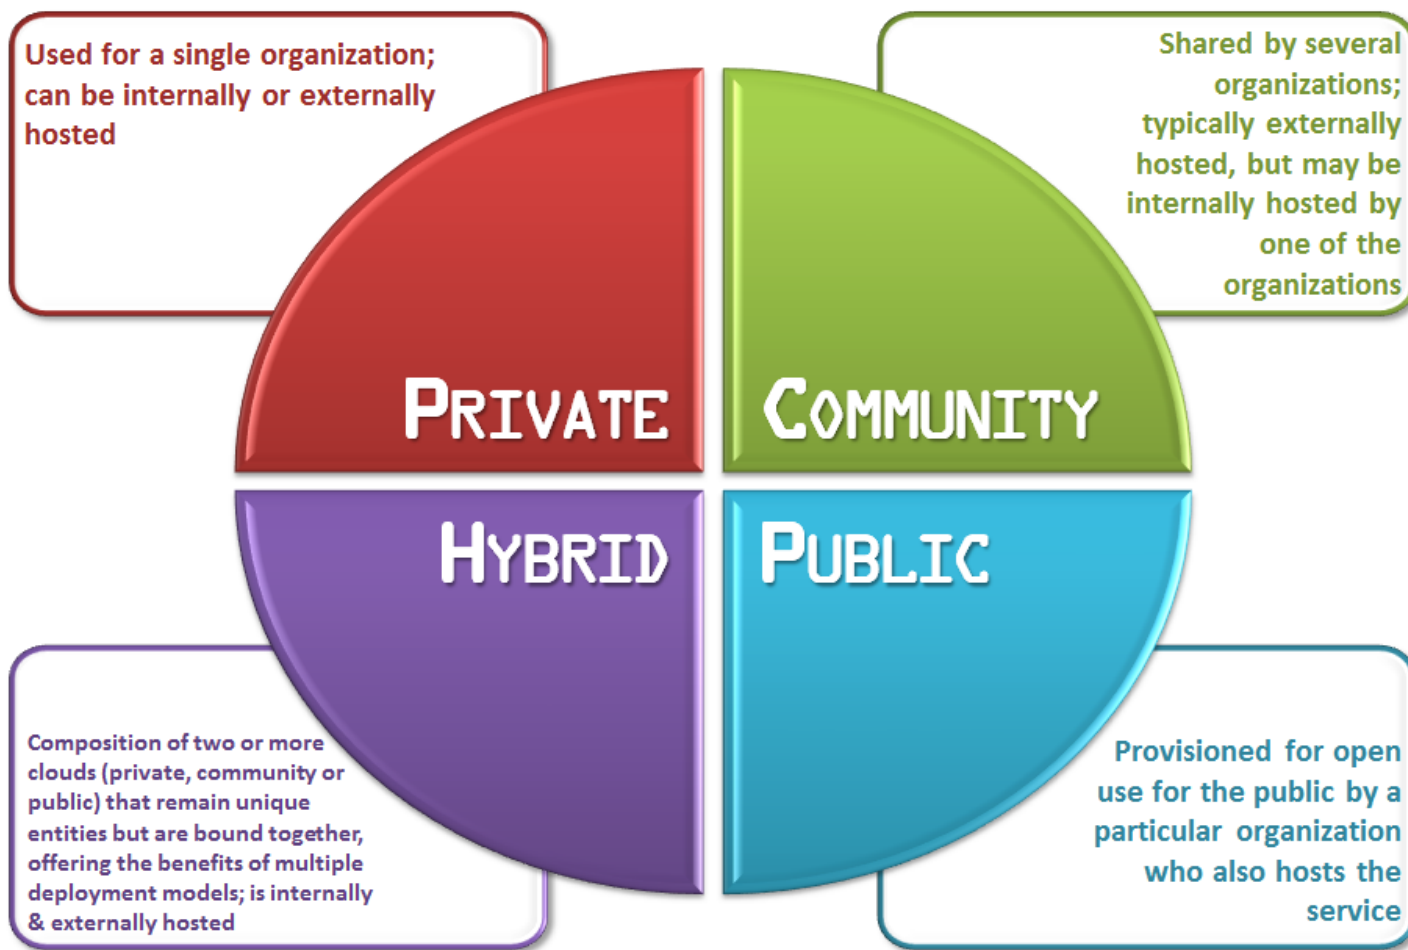 Used for a single organization;
can be internally or externally
hosted
Shared by several
organizations;
typically externally
hosted, but may be
internally hosted by
one of the
organizations
PRIVATE
COMMUNITY
HYBRID
PUBLIC
Composition of two or more
clouds (private, community or
public) that remain unique
entities but are bound together,
offering the benefits of multiple
deployment models; is internally
& externally hosted
Provisioned for open
use for the public by a
particular organization
who also hosts the
service